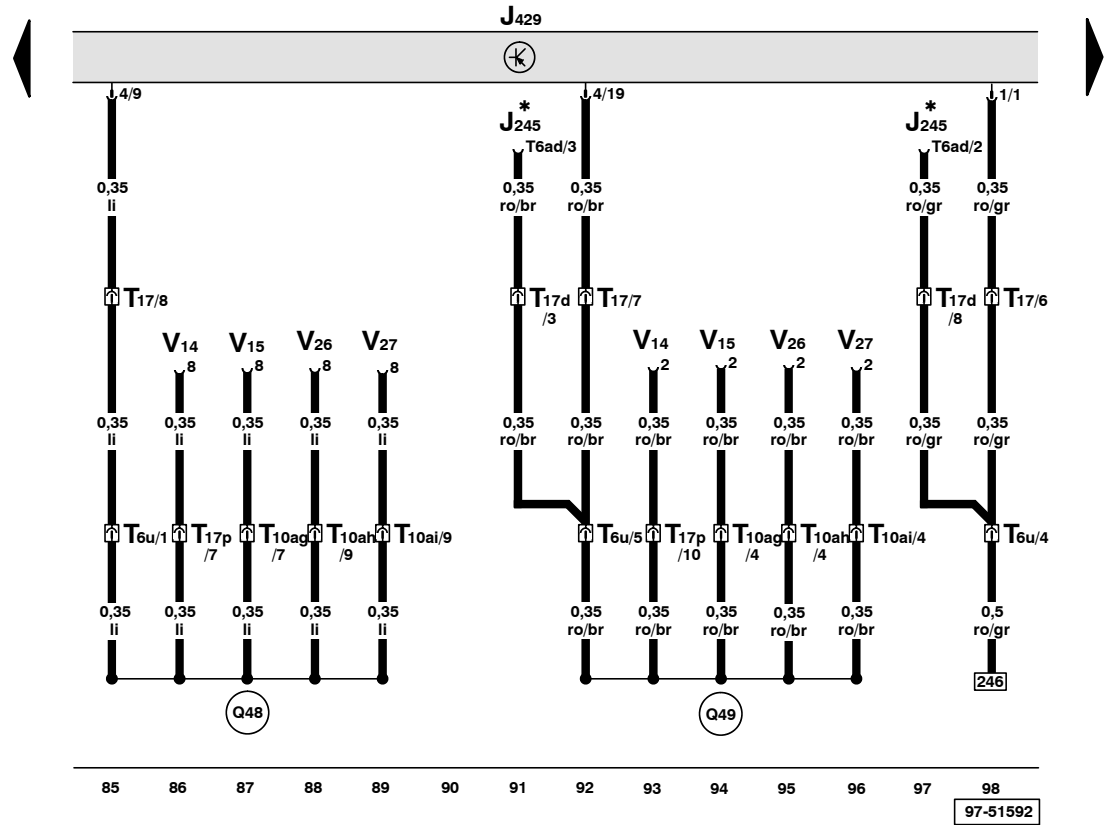 J429
4/9
4/19
1/1
*
*
J245
J245
T6ad/3
T6ad/2
0,35
0,35
0,35
0,35
0,35
li
ro/br
ro/br
ro/gr
ro/gr
T17/8
T17d
/3
T17/7
T17d
/8
T17/6
V14
V15
V26
V27
V14
V15
V26
V27
8
8
8
8
2
2
2
2
0,35
0,35
0,35
0,35
0,35
0,35
0,35
0,35
0,35
0,35
0,35
0,35
0,35
li
li
li
li
li
ro/br
ro/br
ro/br
ro/br
ro/br
ro/br
ro/gr
ro/gr
T6u/1
T17p
/7
T10ag
/7
T10ah
/9
T10ai/9
T6u/5
T17p
/10
T10ag
/4
T10ah
/4
T10ai/4
T6u/4
0,35
0,35
0,35
0,35
0,35
0,35
0,35
0,35
0,35
0,35
0,5
li
li
li
li
li
ro/br
ro/br
ro/br
ro/br
ro/br
ro/gr
246
Q48
Q49
85
86
87
88
89
90
91
92
93
94
95
96
97
98
97-51592